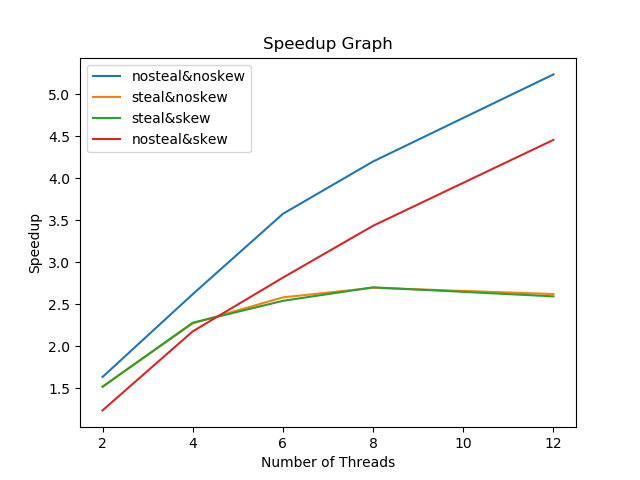 Speedup Graph
nosteal&noskew
steal&noskew
steal&skew
nosteal&skew
Speedup
5.0
4.5
4.0
3.5
3.0
2.5
2.0
1.5
2 4 6 8 10 12
Number of Threads